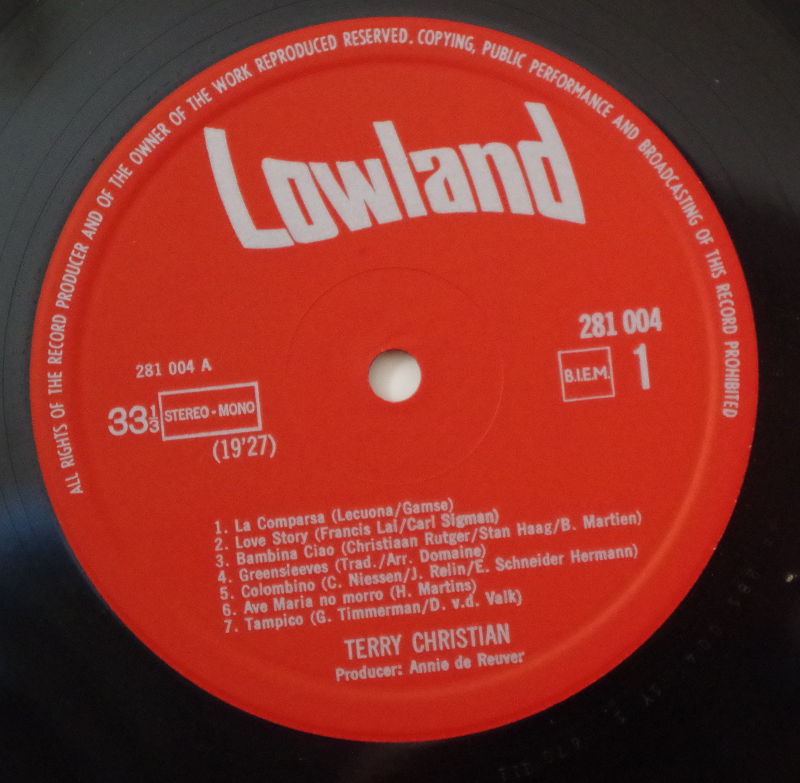 ALL RIGHTS OF THE RECORD PRODUCER AND OF THE OWNER OF THE WORK REPRODUCED RESERVED. COPYING, PUBLIC PERFORMANCE AND BROADCASTING OF THIS RECORD PROHIBITED
Lowland
281 004
B.I.E.M. 1
281 004 A
33⅓ STEREO - MONO
(19'27)
1. La Comparsa (Lecuona/Gamse)
2. Love Story (Francis Lai/Carl Sigman)
3. Bambina Ciao (Christiaan Rutger/Stan Haag/B. Martien)
4. Greensleeves (Trad./Arr. Domaine)
5. Colombino (C. Niessen/J. Relin/E. Schneider Hermann)
6. Ave Maria no morro (H. Martins)
7. Tampico (G. Timmerman/D. v.d. Valk)
TERRY CHRISTIAN
Producer: Annie de Reuver